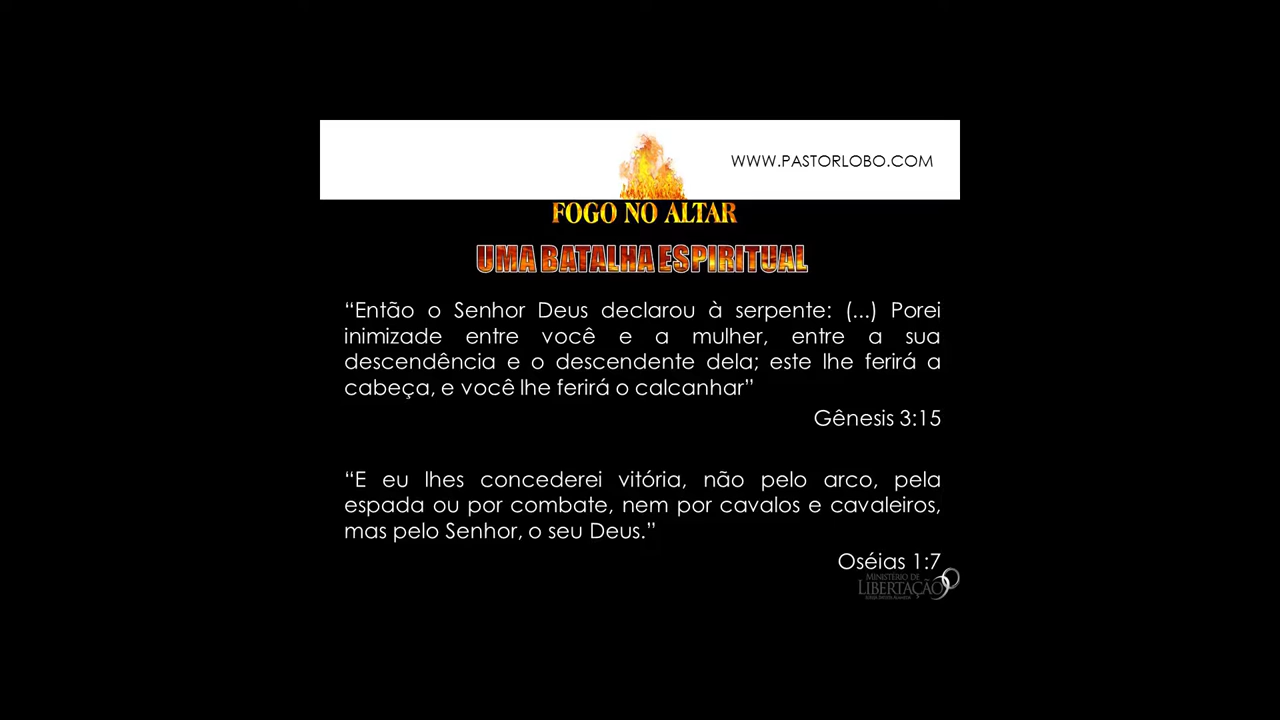 WWW.PASTORLOBO.COM
FOGO NO ALTAR
UMA BATALHA ESPIRITUAL
“Então o Senhor Deus declarou à serpente: (...) Porei
inimizade entre você e a mulher, entre a sua
descendência e o descendente dela; este lhe ferirá a
cabeça, e você lhe ferirá o calcanhar”
Gênesis 3:15
“E eu lhes concederei vitória, não pelo arco, pela
espada ou por combate, nem por cavalos e cavaleiros,
mas pelo Senhor, o seu Deus.”
Oséias 1:7
MINISTÉRIO DE
LIBERTAÇÃO